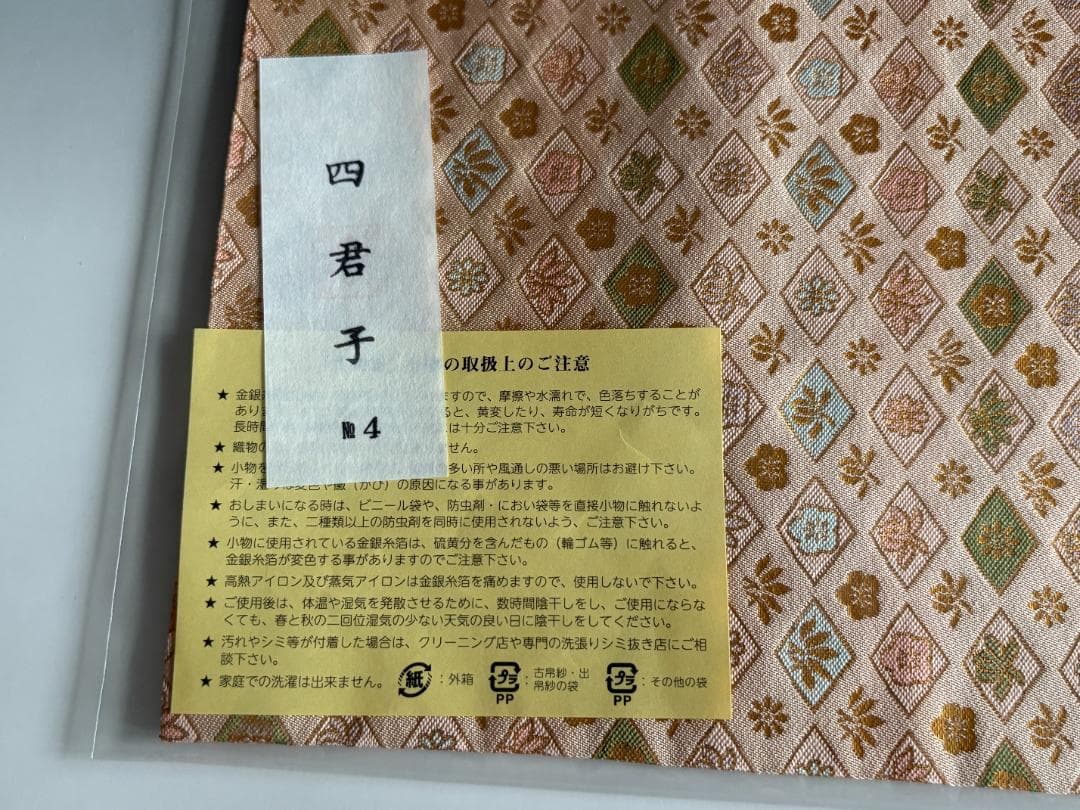 四君子
№4
の取扱上のご注意
★ 金銀
ますので、摩擦や水濡れで、色落ちすることが
あり
ると、黄変したり、寿命が短くなりがちです。
長時間
は十分ご注意下さい。
★ 織物の
せん。
★ 小物を
多い所や風通しの悪い場所はお避け下さい。
汗・
は変色や黴（かび）の原因になる事があります。
★ おしまいになる時は、ビニール袋や、防虫剤・におい袋等を直接小物に触れないよ
うに、また、二種類以上の防虫剤を同時に使用されないよう、ご注意下さい。
★ 小物に使用されている金銀糸箔は、硫黄分を含んだもの（輪ゴム等）に触れると、
金銀糸箔が変色する事がありますのでご注意下さい。
★ 高熱アイロン及び蒸気アイロンは金銀糸箔を痛めますので、使用しないで下さい。
★ ご使用後は、体温や湿気を発散させるために、数時間陰干しをし、ご使用にならな
くても、春と秋の二回位湿気の少ない天気の良い日に陰干しをしてください。
★ 汚れやシミ等が付着した場合は、クリーニング店や専門の洗張りシミ抜き店にご相
談下さい。
★ 家庭での洗濯は出来ません。
紙：外箱
プラ PP：古帛紗・出帛紗の袋
プラ PP：その他の袋